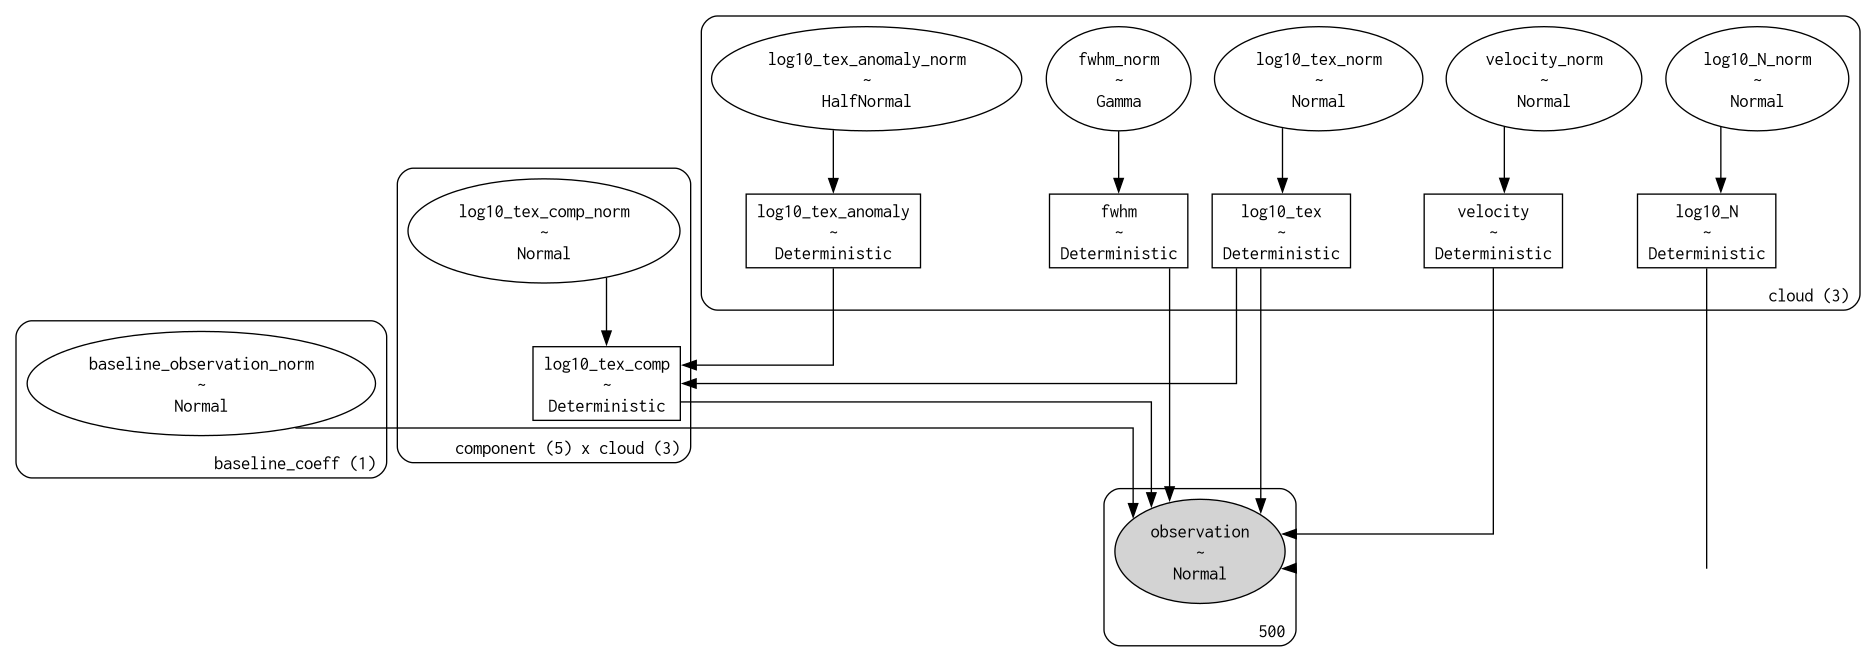 log10_tex_anomaly_norm
~
HalfNormal
fwhm_norm
~
Gamma
log10_tex_norm
~
Normal
velocity_norm
~
Normal
log10_N_norm
~
Normal
log10_tex_anomaly
~
Deterministic
fwhm
~
Deterministic
log10_tex
~
Deterministic
velocity
~
Deterministic
log10_N
~
Deterministic
cloud (3)
log10_tex_comp_norm
~
Normal
log10_tex_comp
~
Deterministic
component (5) x cloud (3)
baseline_observation_norm
~
Normal
baseline_coeff (1)
observation
~
Normal
500